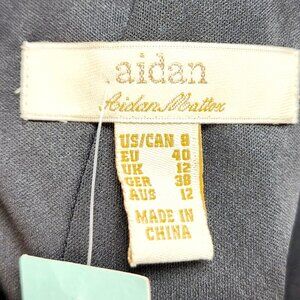 aidan
Aidan Mattox
US/CAN 8
EU 40
UK 12
GER 38
AUS 12
MADE IN
CHINA